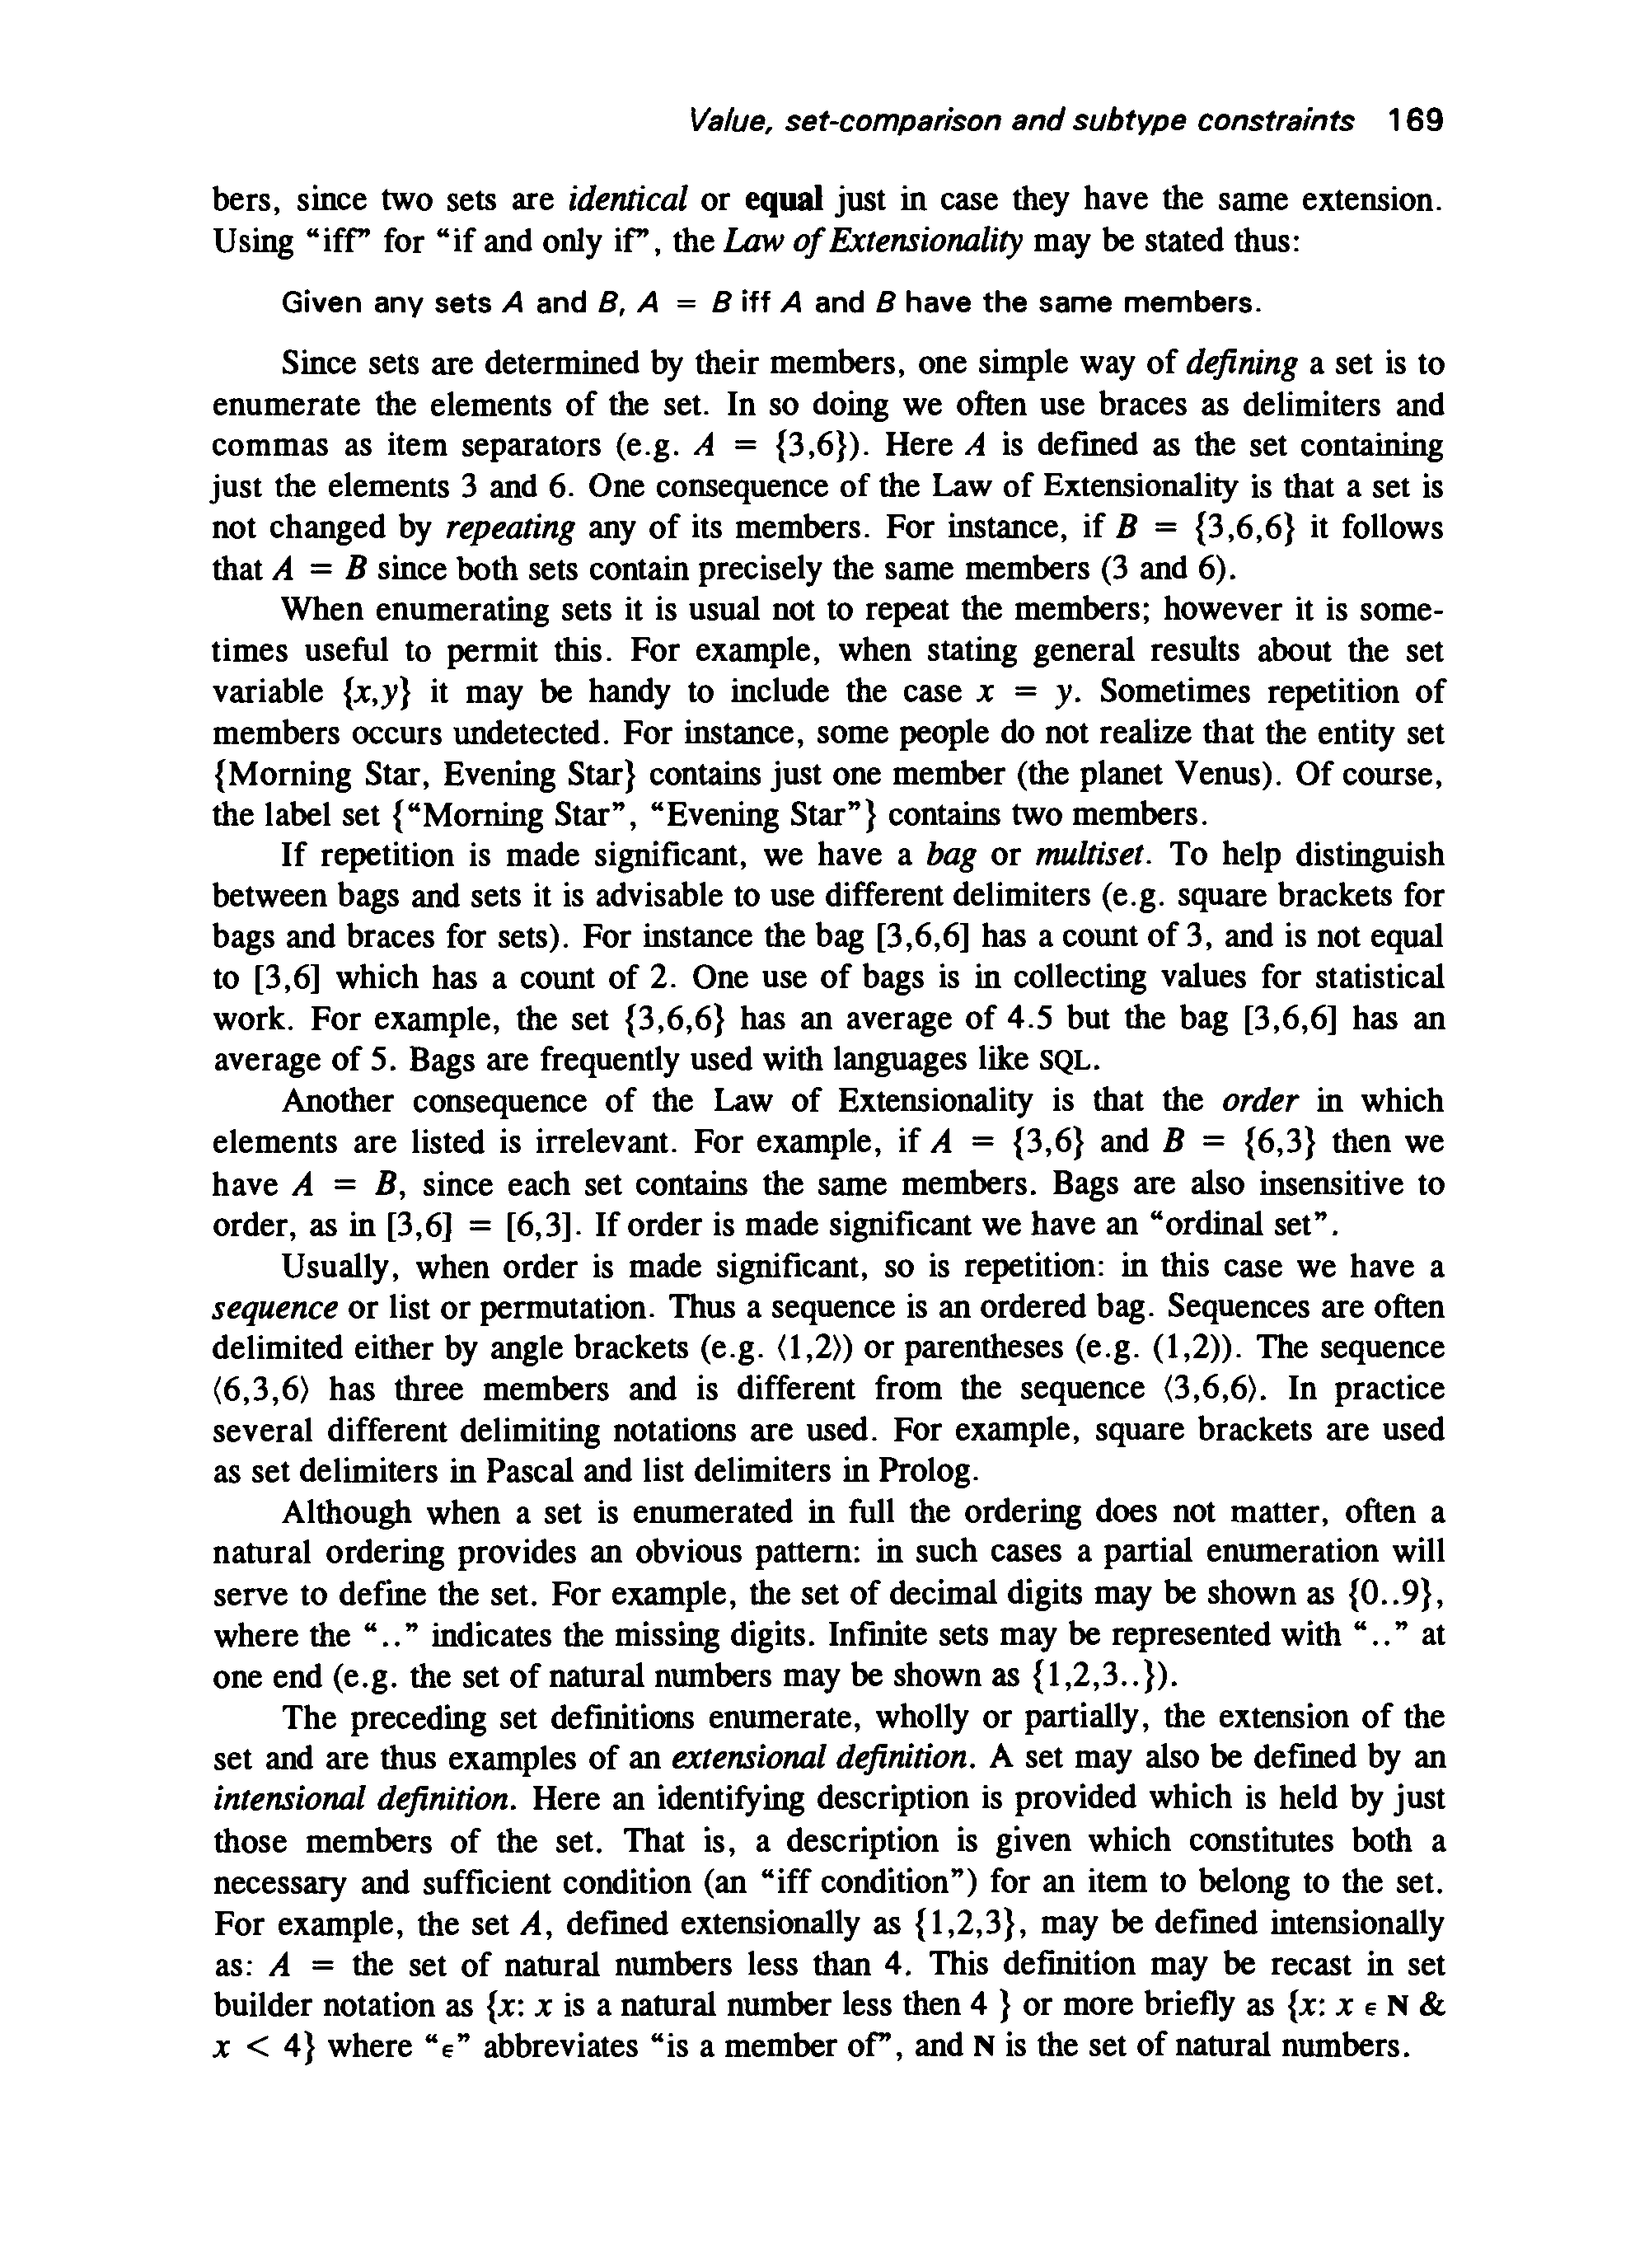 Value, set-comparison and subtype constraints 169
bers, since two sets are identical or equal just in case they have the same extension.
Using “iff” for “if and only if”, the Law of Extensionality may be stated thus:
Given any sets A and B, A = B iff A and B have the same members.
Since sets are determined by their members, one simple way of defining a set is to
enumerate the elements of the set. In so doing we often use braces as delimiters and
commas as item separators (e.g. A = {3,6}). Here A is defined as the set containing
just the elements 3 and 6. One consequence of the Law of Extensionality is that a set is
not changed by repeating any of its members. For instance, if B = {3,6,6} it follows
that A = B since both sets contain precisely the same members (3 and 6).
When enumerating sets it is usual not to repeat the members; however it is some-
times useful to permit this. For example, when stating general results about the set
variable {x,y} it may be handy to include the case x = y. Sometimes repetition of
members occurs undetected. For instance, some people do not realize that the entity set
{Morning Star, Evening Star} contains just one member (the planet Venus). Of course,
the label set {“Morning Star”, “Evening Star”} contains two members.
If repetition is made significant, we have a bag or multiset. To help distinguish
between bags and sets it is advisable to use different delimiters (e.g. square brackets for
bags and braces for sets). For instance the bag [3,6,6] has a count of 3, and is not equal
to [3,6] which has a count of 2. One use of bags is in collecting values for statistical
work. For example, the set {3,6,6} has an average of 4.5 but the bag [3,6,6] has an
average of 5. Bags are frequently used with languages like SQL.
Another consequence of the Law of Extensionality is that the order in which
elements are listed is irrelevant. For example, if A = {3,6} and B = {6,3} then we
have A = B, since each set contains the same members. Bags are also insensitive to
order, as in [3,6] = [6,3]. If order is made significant we have an “ordinal set”.
Usually, when order is made significant, so is repetition: in this case we have a
sequence or list or permutation. Thus a sequence is an ordered bag. Sequences are often
delimited either by angle brackets (e.g. ⟨1,2⟩) or parentheses (e.g. (1,2)). The sequence
⟨6,3,6⟩ has three members and is different from the sequence ⟨3,6,6⟩. In practice
several different delimiting notations are used. For example, square brackets are used
as set delimiters in Pascal and list delimiters in Prolog.
Although when a set is enumerated in full the ordering does not matter, often a
natural ordering provides an obvious pattern: in such cases a partial enumeration will
serve to define the set. For example, the set of decimal digits may be shown as {0..9},
where the “..” indicates the missing digits. Infinite sets may be represented with “..” at
one end (e.g. the set of natural numbers may be shown as {1,2,3..}).
The preceding set definitions enumerate, wholly or partially, the extension of the
set and are thus examples of an extensional definition. A set may also be defined by an
intensional definition. Here an identifying description is provided which is held by just
those members of the set. That is, a description is given which constitutes both a
necessary and sufficient condition (an “iff condition”) for an item to belong to the set.
For example, the set A, defined extensionally as {1,2,3}, may be defined intensionally
as: A = the set of natural numbers less than 4. This definition may be recast in set
builder notation as {x: x is a natural number less then 4 } or more briefly as {x: x ϵ N &
x < 4} where “ϵ” abbreviates “is a member of”, and N is the set of natural numbers.